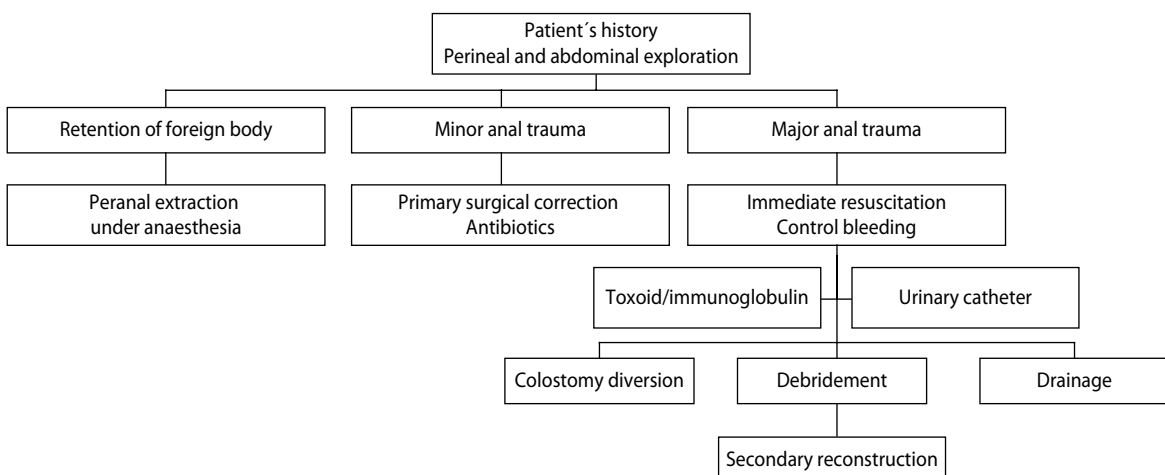 Patient´s history
Perineal and abdominal exploration
Retention of foreign body
Minor anal trauma
Major anal trauma
Peranal extraction
under anaesthesia
Primary surgical correction
Antibiotics
Immediate resuscitation
Control bleeding
Toxoid/immunoglobulin
Urinary catheter
Colostomy diversion
Debridement
Drainage
Secondary reconstruction